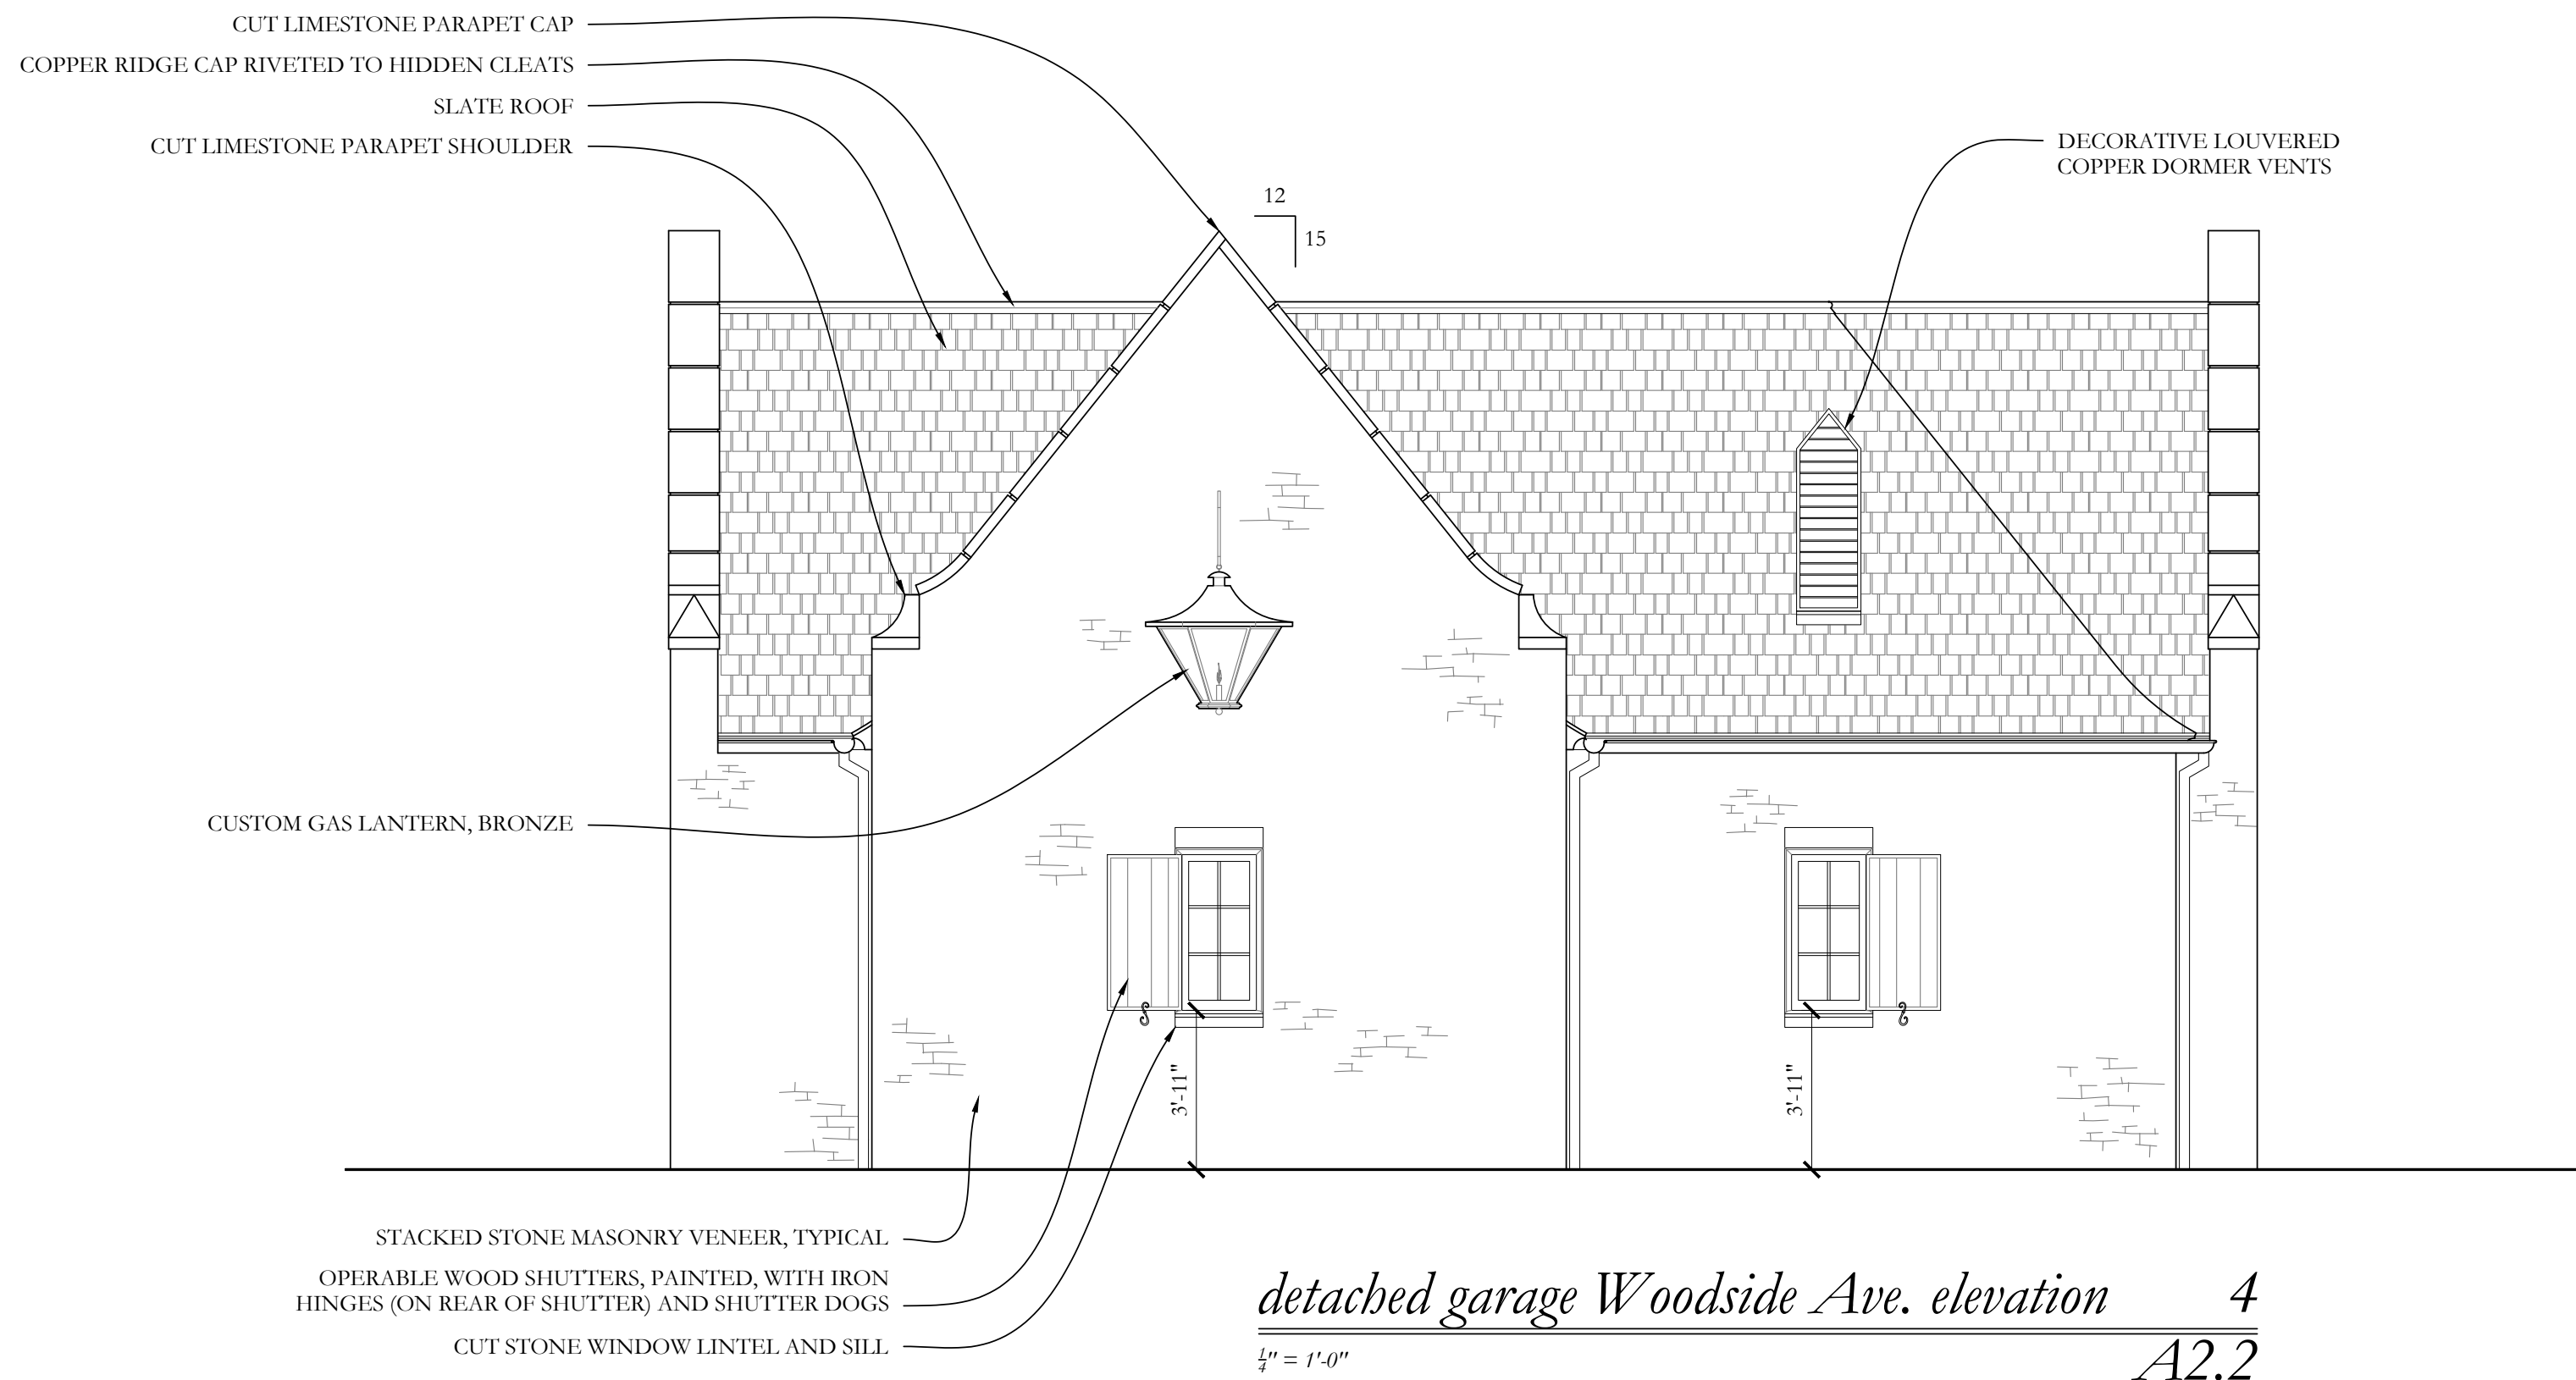 CUT LIMESTONE PARAPET CAP
COPPER RIDGE CAP RIVETED TO HIDDEN CLEATS
SLATE ROOF
CUT LIMESTONE PARAPET SHOULDER
DECORATIVE LOUVERED
COPPER DORMER VENTS
12
15
CUSTOM GAS LANTERN, BRONZE
3'-11"
3'-11"
STACKED STONE MASONRY VENEER, TYPICAL
OPERABLE WOOD SHUTTERS, PAINTED, WITH IRON
HINGES (ON REAR OF SHUTTER) AND SHUTTER DOGS
CUT STONE WINDOW LINTEL AND SILL
detached garage Woodside Ave. elevation 4
¼" = 1'-0" A2.2